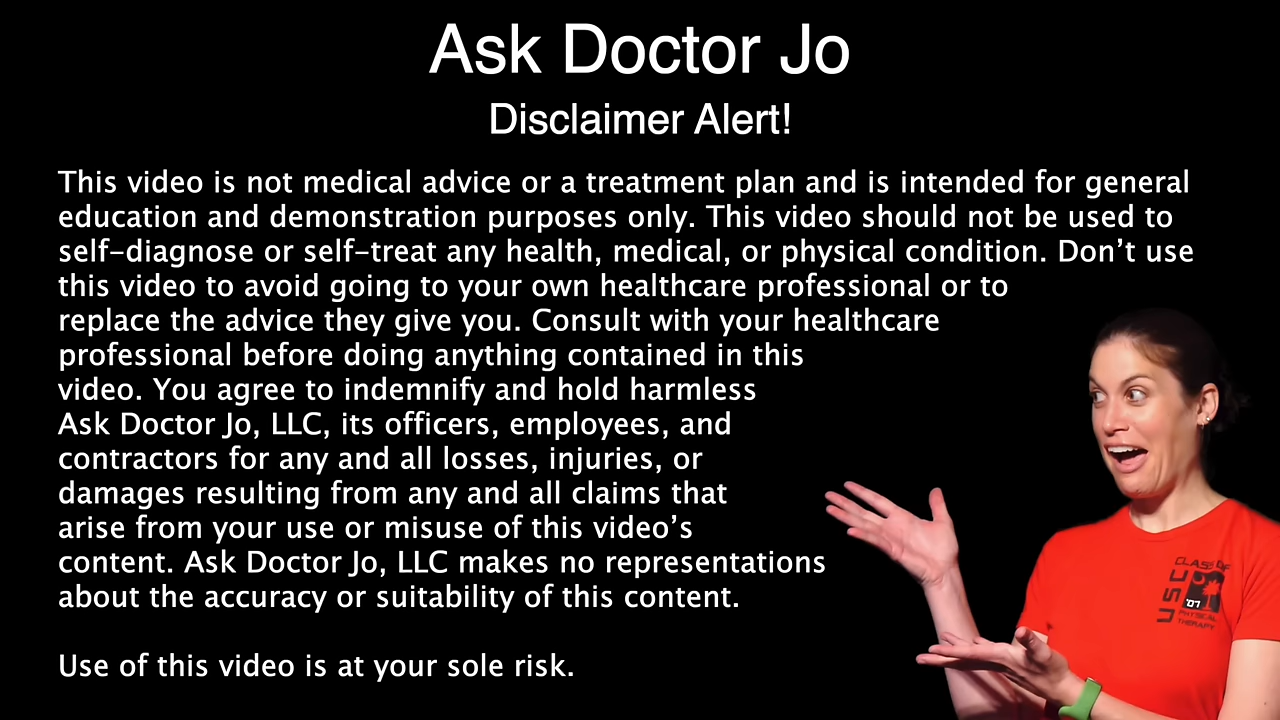 Ask Doctor Jo
Disclaimer Alert!
This video is not medical advice or a treatment plan and is intended for general
education and demonstration purposes only. This video should not be used to
self-diagnose or self-treat any health, medical, or physical condition. Don’t use
this video to avoid going to your own healthcare professional or to
replace the advice they give you. Consult with your healthcare
professional before doing anything contained in this
video. You agree to indemnify and hold harmless
Ask Doctor Jo, LLC, its officers, employees, and
contractors for any and all losses, injuries, or
damages resulting from any and all claims that
arise from your use or misuse of this video’s
content. Ask Doctor Jo, LLC makes no representations
about the accuracy or suitability of this content.
Use of this video is at your sole risk.
CLASS OF
USC
'07
PHYSICAL
THERAPY